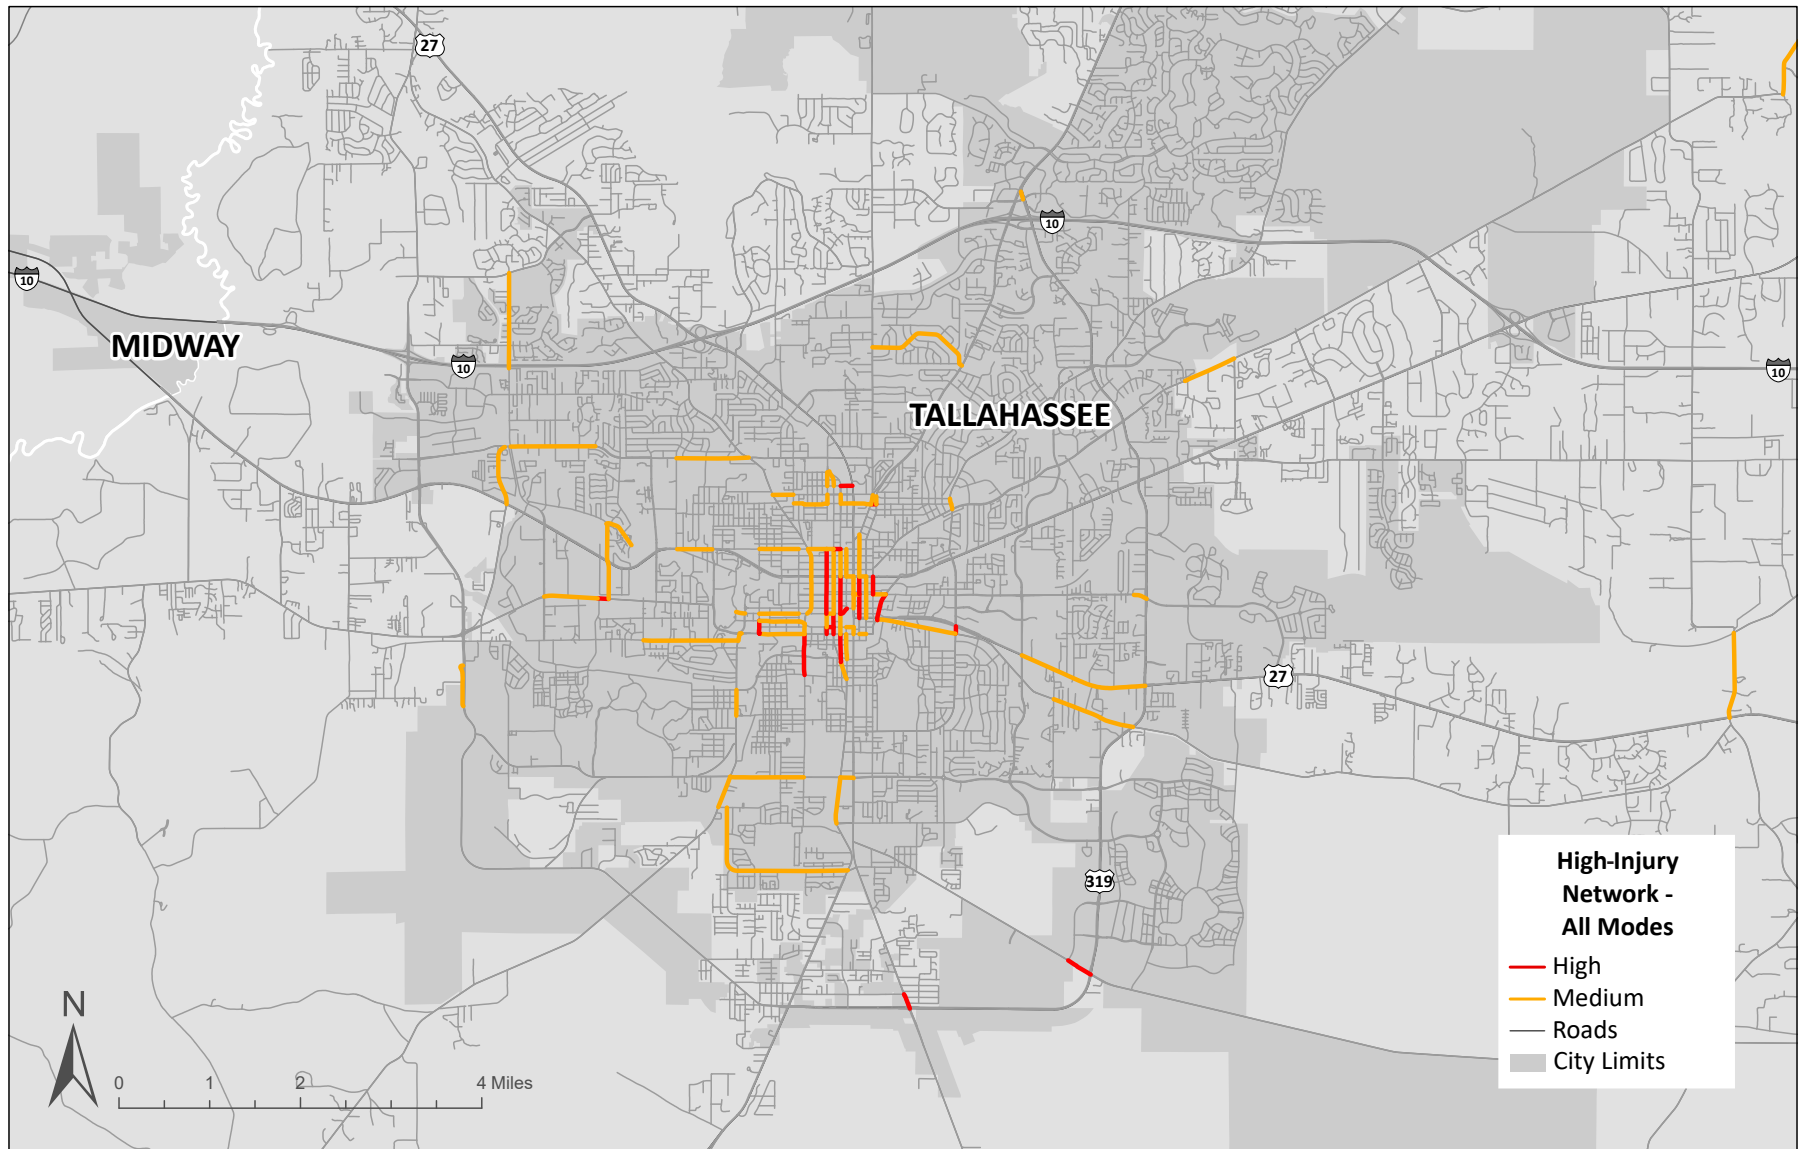 27
10
10
MIDWAY
10
10
TALLAHASSEE
27
319
High-Injury
Network -
All Modes
High
Medium
Roads
City Limits
N
0 1 2 4 Miles